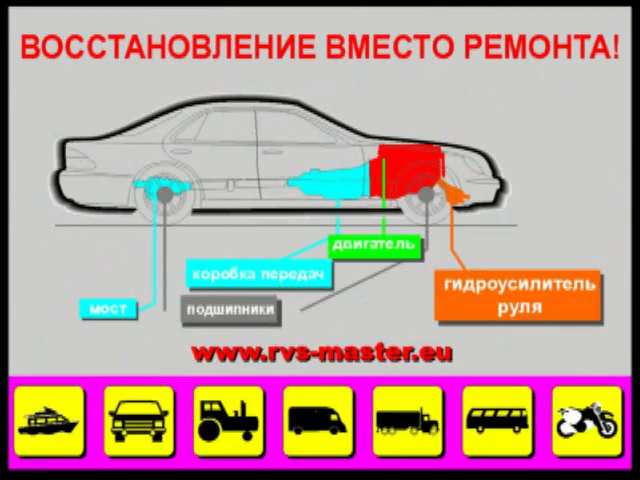 ВОССТАНОВЛЕНИЕ ВМЕСТО РЕМОНТА!
двигатель
коробка передач
гидроусилитель
руля
мост
подшипники
www.rvs-master.eu